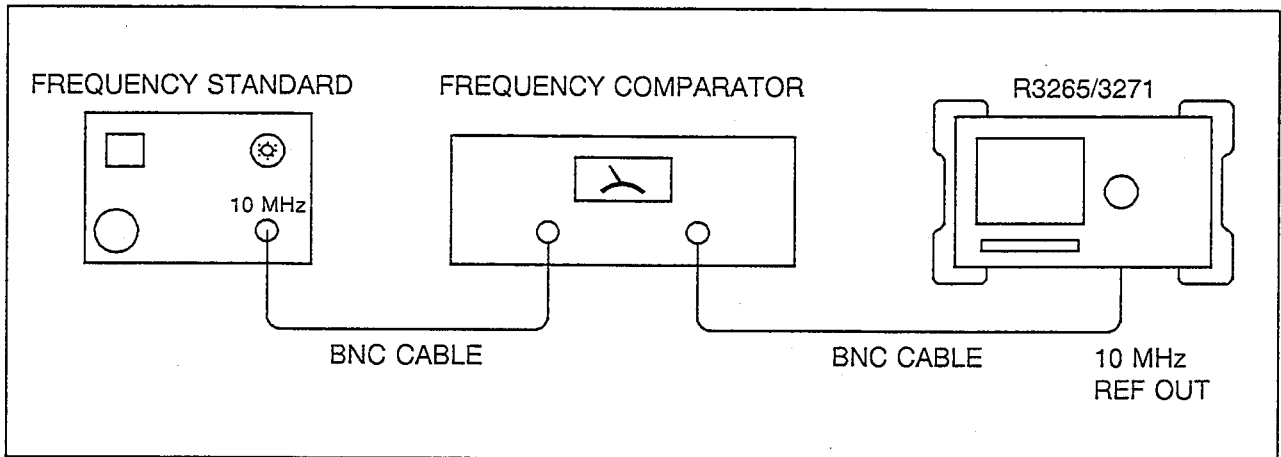 FREQUENCY STANDARD
FREQUENCY COMPARATOR
R3265/3271
10 MHz
BNC CABLE
BNC CABLE
10 MHz
REF OUT